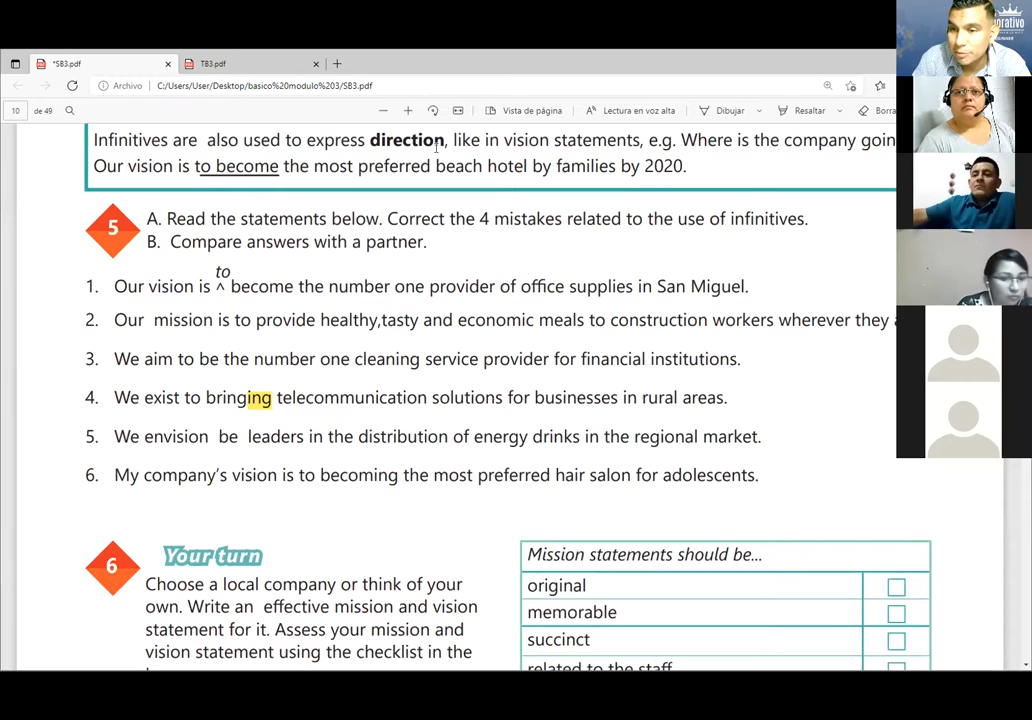 *SB3.pdf
TB3.pdf
Archivo C:/Users/User/Desktop/basico%20modulo%203/SB3.pdf
10 de 49 Vista de página Lectura en voz alta Dibujar Resaltar Borra
Infinitives are also used to express direction, like in vision statements, e.g. Where is the company goin
Our vision is to become the most preferred beach hotel by families by 2020.
5
A. Read the statements below. Correct the 4 mistakes related to the use of infinitives.
B. Compare answers with a partner.
to
1. Our vision is ^ become the number one provider of office supplies in San Miguel.
2. Our mission is to provide healthy,tasty and economic meals to construction workers wherever they a
3. We aim to be the number one cleaning service provider for financial institutions.
4. We exist to bringing telecommunication solutions for businesses in rural areas.
5. We envision be leaders in the distribution of energy drinks in the regional market.
6. My company's vision is to becoming the most preferred hair salon for adolescents.
6
Your turn
Choose a local company or think of your
own. Write an effective mission and vision
statement for it. Assess your mission and
vision statement using the checklist in the
Mission statements should be...
original
memorable
succinct
related to the staff